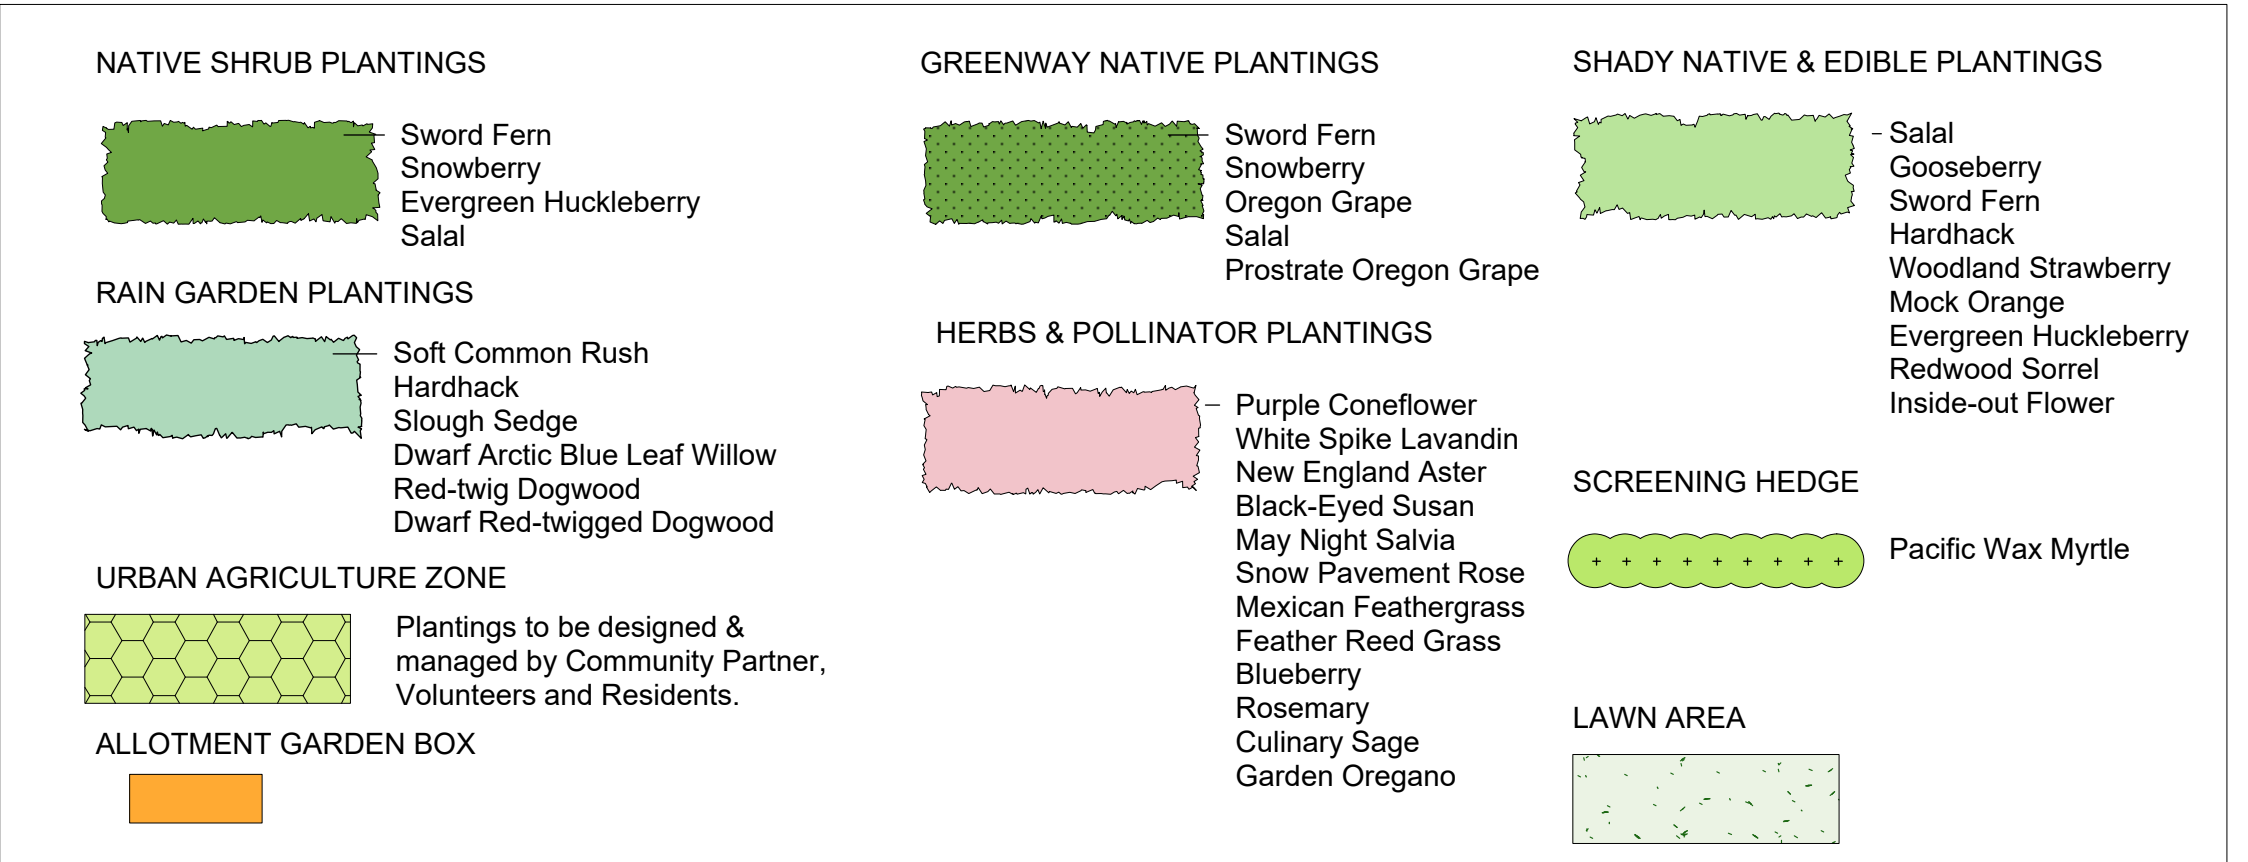 NATIVE SHRUB PLANTINGS
Sword Fern
Snowberry
Evergreen Huckleberry
Salal
RAIN GARDEN PLANTINGS
Soft Common Rush
Hardhack
Slough Sedge
Dwarf Arctic Blue Leaf Willow
Red-twig Dogwood
Dwarf Red-twigged Dogwood
URBAN AGRICULTURE ZONE
Plantings to be designed &
managed by Community Partner,
Volunteers and Residents.
ALLOTMENT GARDEN BOX
GREENWAY NATIVE PLANTINGS
Sword Fern
Snowberry
Oregon Grape
Salal
Prostrate Oregon Grape
HERBS & POLLINATOR PLANTINGS
Purple Coneflower
White Spike Lavandin
New England Aster
Black-Eyed Susan
May Night Salvia
Snow Pavement Rose
Mexican Feathergrass
Feather Reed Grass
Blueberry
Rosemary
Culinary Sage
Garden Oregano
SHADY NATIVE & EDIBLE PLANTINGS
Salal
Gooseberry
Sword Fern
Hardhack
Woodland Strawberry
Mock Orange
Evergreen Huckleberry
Redwood Sorrel
Inside-out Flower
SCREENING HEDGE
Pacific Wax Myrtle
LAWN AREA